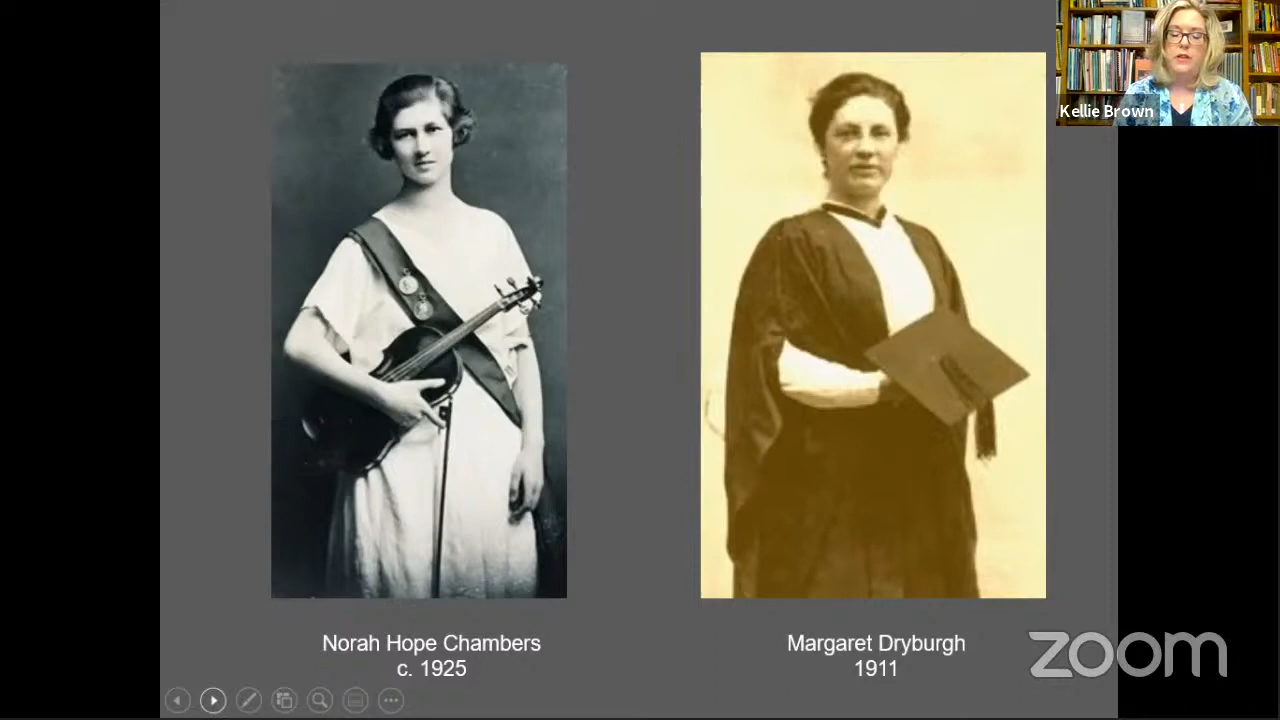 Kellie Brown
Norah Hope Chambers
c. 1925
Margaret Dryburgh
1911
zoom